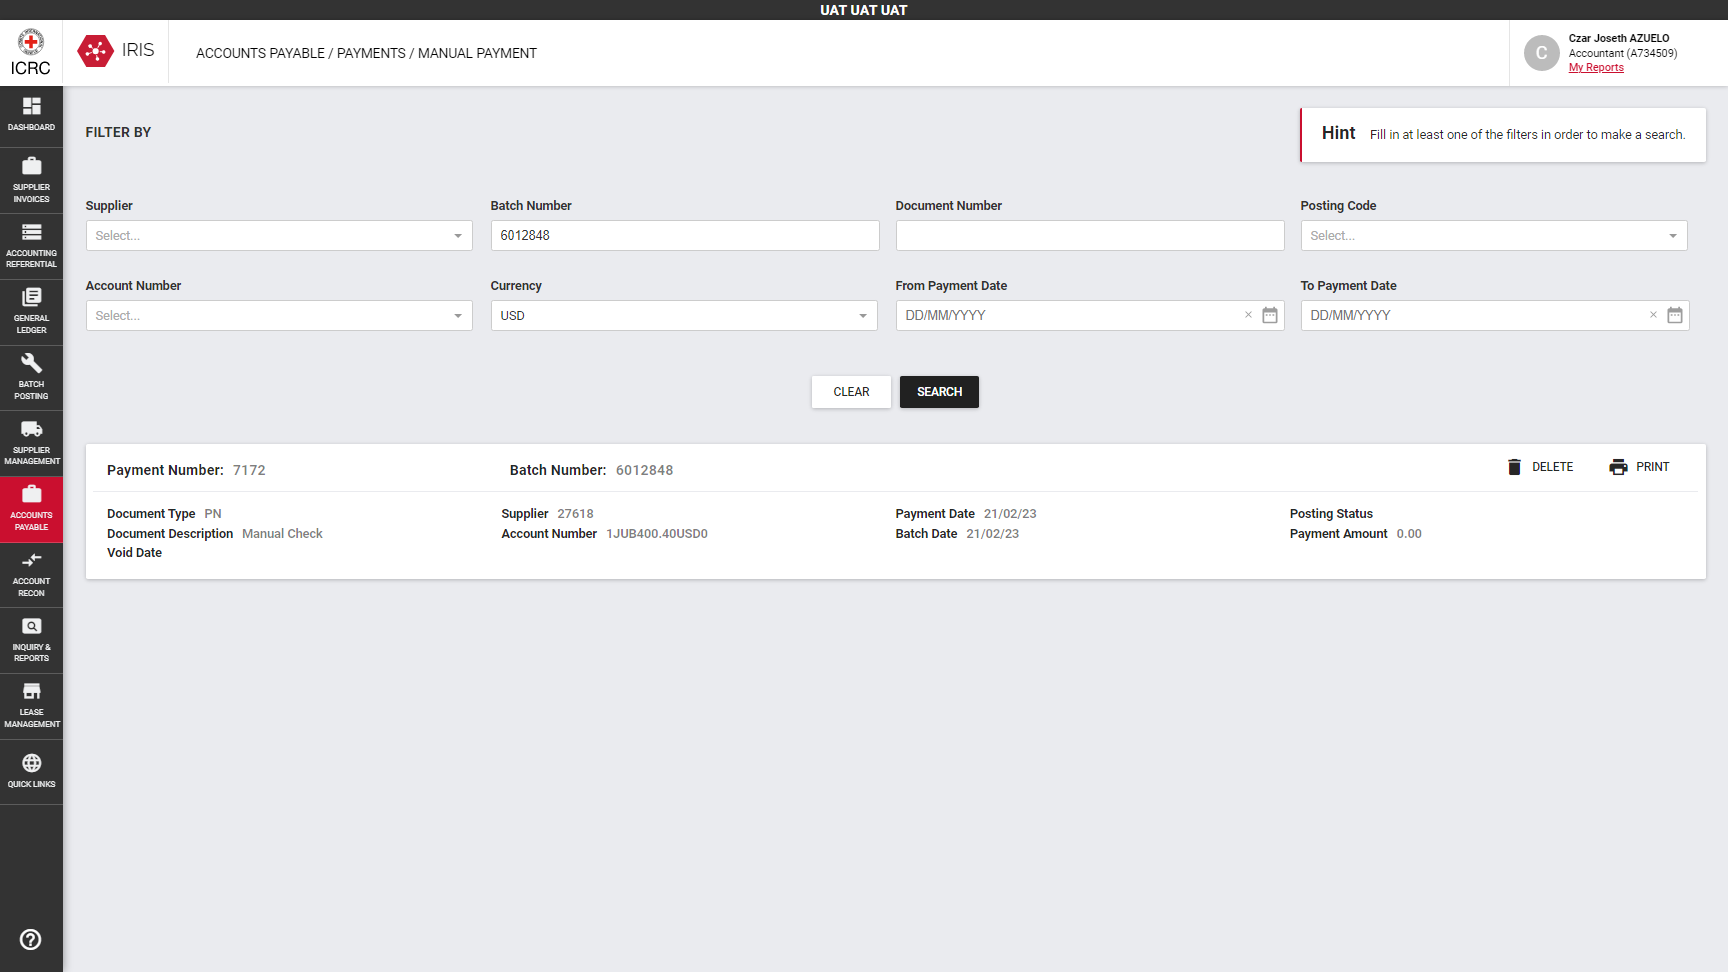 UAT UAT UAT
ICRC
IRIS
ACCOUNTS PAYABLE / PAYMENTS / MANUAL PAYMENT
C
Czar Joseth AZUELO
Accountant (A734509)
My Reports
DASHBOARD
SUPPLIER
INVOICES
ACCOUNTING
REFERENTIAL
GENERAL
LEDGER
BATCH
POSTING
SUPPLIER
MANAGEMENT
ACCOUNTS
PAYABLE
ACCOUNT
RECON
INQUIRY &
REPORTS
LEASE
MANAGEMENT
QUICK LINKS
FILTER BY
Hint Fill in at least one of the filters in order to make a search.
Supplier Batch Number Document Number Posting Code
Select... 6012848 Select...
Account Number Currency From Payment Date To Payment Date
Select... USD DD/MM/YYYY × DD/MM/YYYY ×
CLEAR SEARCH
Payment Number: 7172 Batch Number: 6012848 DELETE PRINT
Document Type PN Supplier 27618 Payment Date 21/02/23 Posting Status
Document Description Manual Check Account Number 1JUB400.40USD0 Batch Date 21/02/23 Payment Amount 0.00
Void Date